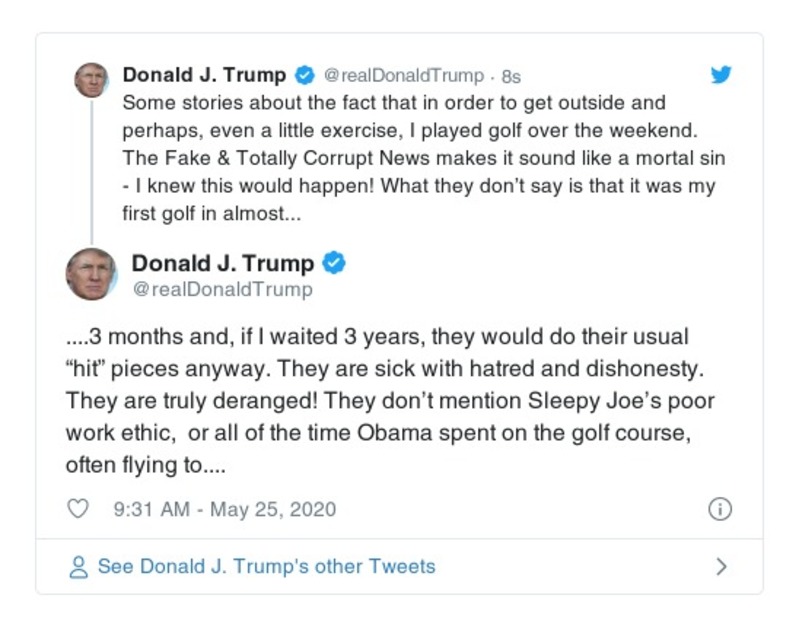 Donald J. Trump @realDonaldTrump · 8s
Some stories about the fact that in order to get outside and
perhaps, even a little exercise, I played golf over the weekend.
The Fake & Totally Corrupt News makes it sound like a mortal sin
- I knew this would happen! What they don’t say is that it was my
first golf in almost...
Donald J. Trump
@realDonaldTrump
....3 months and, if I waited 3 years, they would do their usual
“hit” pieces anyway. They are sick with hatred and dishonesty.
They are truly deranged! They don’t mention Sleepy Joe’s poor
work ethic,  or all of the time Obama spent on the golf course,
often flying to....
9:31 AM - May 25, 2020
See Donald J. Trump's other Tweets